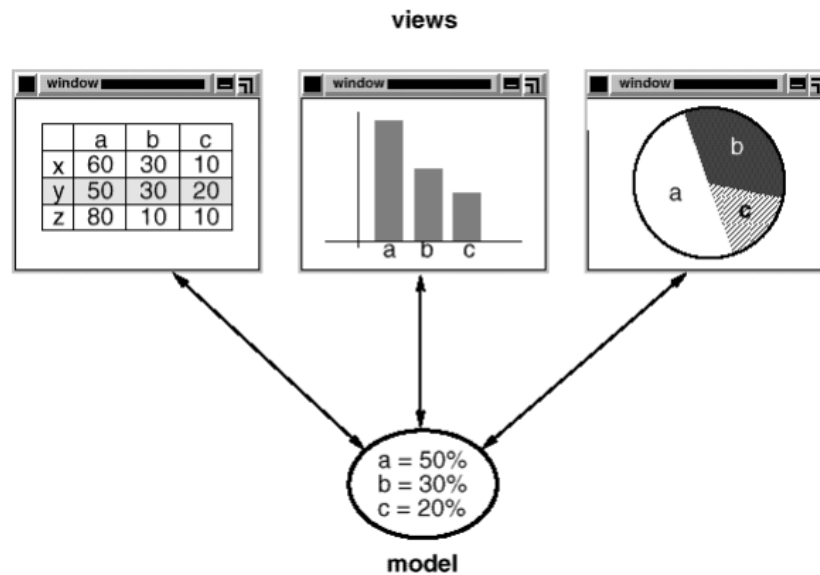 views
window
a b c
x 60 30 10
y 50 30 20
z 80 10 10
window
a b c
window
a
b
c
a = 50%
b = 30%
c = 20%
model